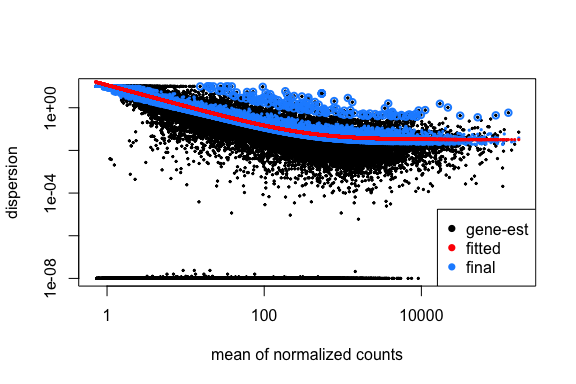 1e+00
1e-04
1e-08
dispersion
gene-est
fitted
final
1 100 10000
mean of normalized counts